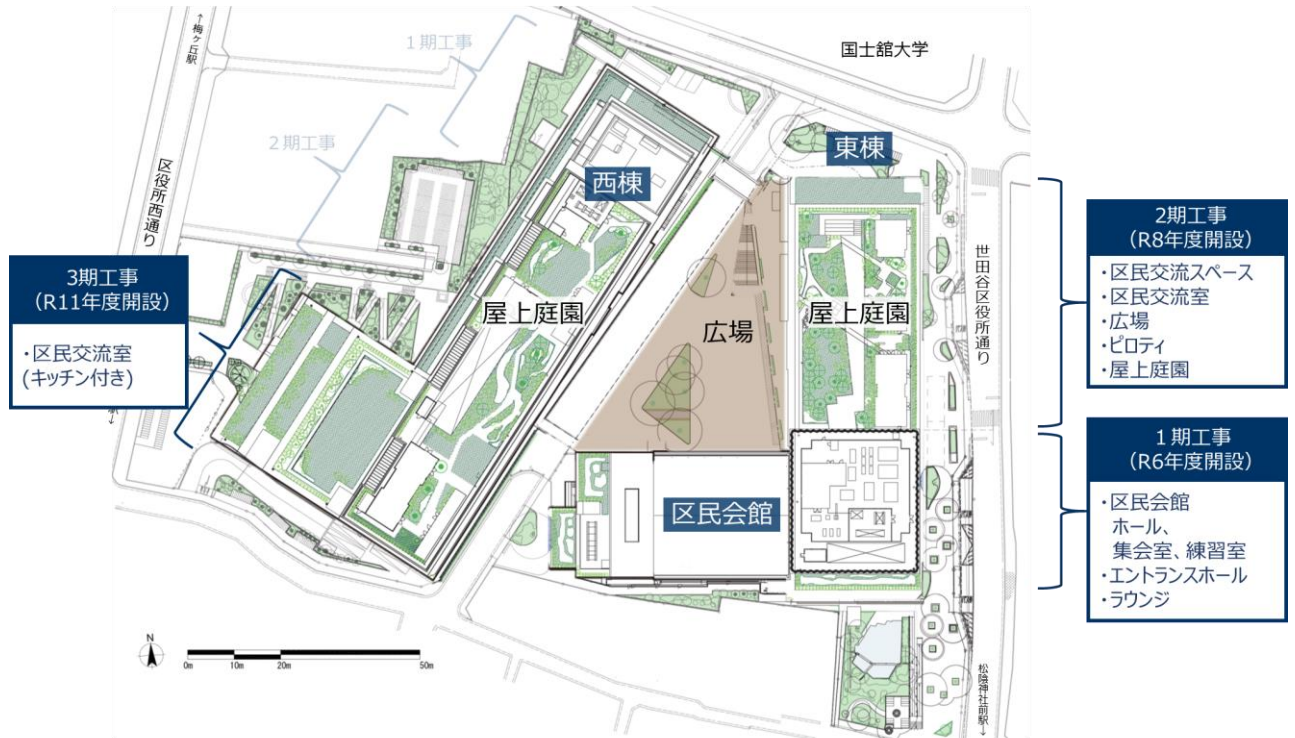 ←梅ヶ丘駅
区役所西通り
1期工事
2期工事
国士舘大学
東棟
西棟
屋上庭園
広場
屋上庭園
世田谷区役所通り
区民会館
松陰神社前駅→
3期工事
(R11年度開設)
・区民交流室
(キッチン付き)
2期工事
(R8年度開設)
・区民交流スペース
・区民交流室
・広場
・ピロティ
・屋上庭園
1期工事
(R6年度開設)
・区民会館
ホール、
集会室、練習室
・エントランスホール
・ラウンジ
N
0m 10m 20m 50m